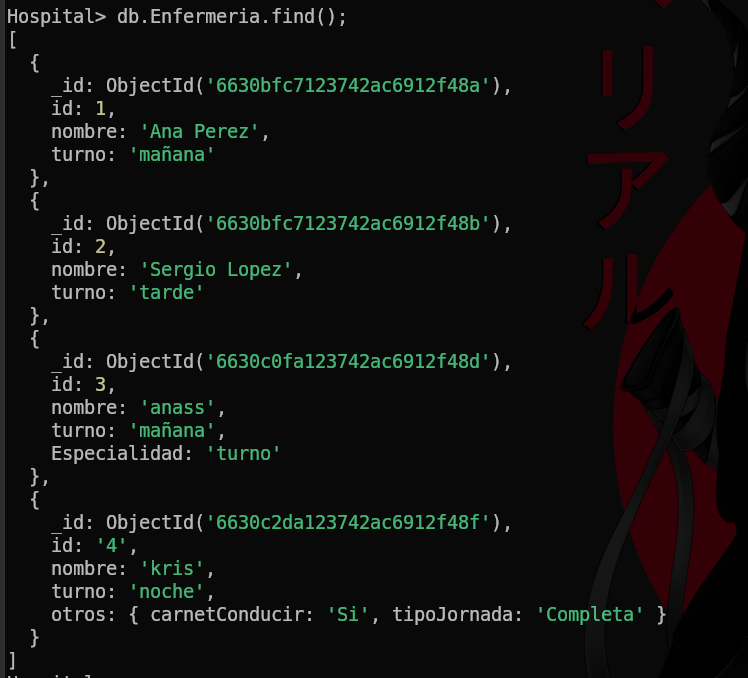 Hospital> db.Enfermeria.find();
[
  {
    _id: ObjectId('6630bfc7123742ac6912f48a'),
    id: 1,
    nombre: 'Ana Perez',
    turno: 'mañana'
  },
  {
    _id: ObjectId('6630bfc7123742ac6912f48b'),
    id: 2,
    nombre: 'Sergio Lopez',
    turno: 'tarde'
  },
  {
    _id: ObjectId('6630c0fa123742ac6912f48d'),
    id: 3,
    nombre: 'anass',
    turno: 'mañana',
    Especialidad: 'turno'
  },
  {
    _id: ObjectId('6630c2da123742ac6912f48f'),
    id: '4',
    nombre: 'kris',
    turno: 'noche',
    otros: { carnetConducir: 'Si', tipoJornada: 'Completa' }
  }
]
リアル